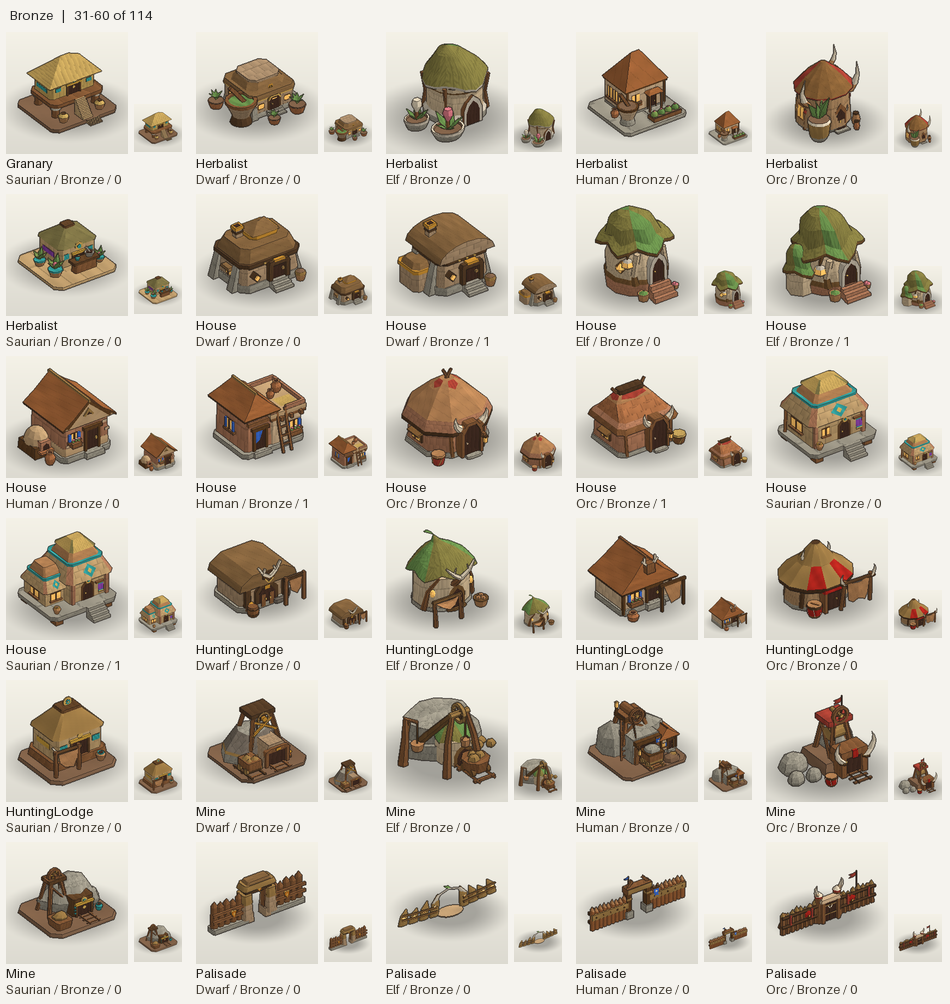 Bronze | 31-60 of 114
Granary
Saurian / Bronze / 0
Herbalist
Dwarf / Bronze / 0
Herbalist
Elf / Bronze / 0
Herbalist
Human / Bronze / 0
Herbalist
Orc / Bronze / 0
Herbalist
Saurian / Bronze / 0
House
Dwarf / Bronze / 0
House
Dwarf / Bronze / 1
House
Elf / Bronze / 0
House
Elf / Bronze / 1
House
Human / Bronze / 0
House
Human / Bronze / 1
House
Orc / Bronze / 0
House
Orc / Bronze / 1
House
Saurian / Bronze / 0
House
Saurian / Bronze / 1
HuntingLodge
Dwarf / Bronze / 0
HuntingLodge
Elf / Bronze / 0
HuntingLodge
Human / Bronze / 0
HuntingLodge
Orc / Bronze / 0
HuntingLodge
Saurian / Bronze / 0
Mine
Dwarf / Bronze / 0
Mine
Elf / Bronze / 0
Mine
Human / Bronze / 0
Mine
Orc / Bronze / 0
Mine
Saurian / Bronze / 0
Palisade
Dwarf / Bronze / 0
Palisade
Elf / Bronze / 0
Palisade
Human / Bronze / 0
Palisade
Orc / Bronze / 0